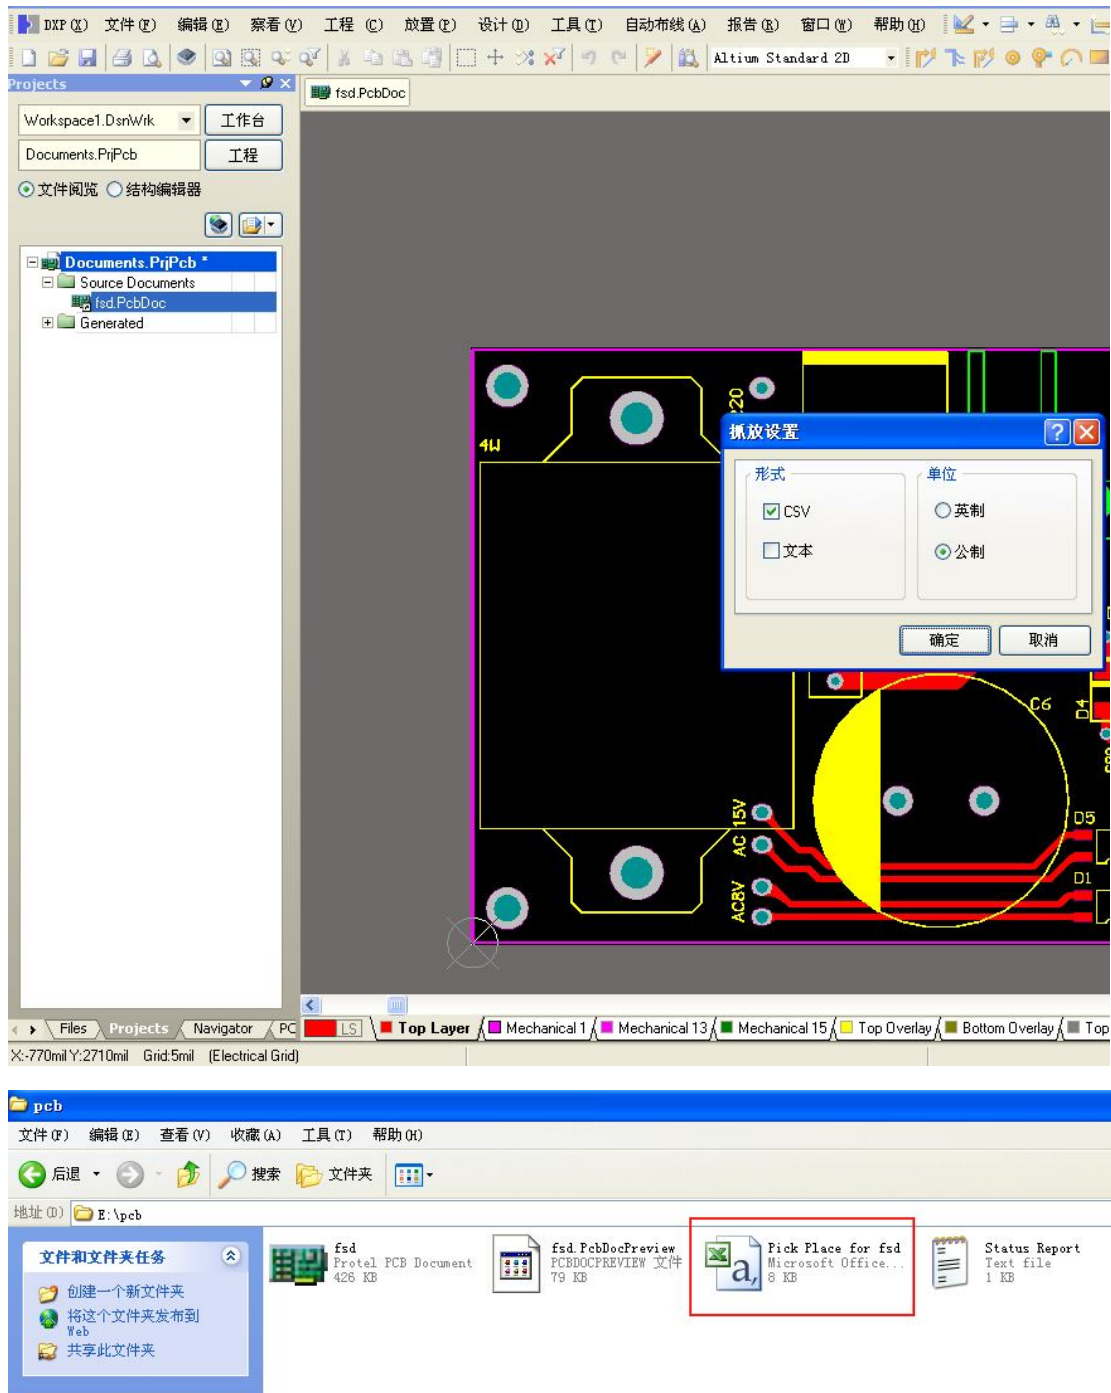 DXP (X) 文件 (F) 编辑 (E) 察看 (V) 工程 (C) 放置 (P) 设计 (D) 工具 (T) 自动布线 (A) 报告 (R) 窗口 (W) 帮助 (H)
Altium Standard 2D
Projects
fsd.PcbDoc
Workspace1.DsnWrk 工作台
Documents.PrjPcb 工程
文件阅览 结构编辑器
Documents.PrjPcb *
Source Documents
fsd.PcbDoc
Generated
220
4W
抓放设置
形式 单位
CSV 英制
文本 公制
确定 取消
C6
D4
AC 15V
D5
D1
AC8V
Files Projects Navigator PC LS Top Layer Mechanical 1 Mechanical 13 Mechanical 15 Top Overlay Bottom Overlay Top
X:-770mil Y:2710mil Grid:5mil (Electrical Grid)
pcb
文件 (F) 编辑 (E) 查看 (V) 收藏 (A) 工具 (T) 帮助 (H)
后退 搜索 文件夹
地址 (D) E:\pcb
文件和文件夹任务
创建一个新文件夹
将这个文件夹发布到
Web
共享此文件夹
fsd
Protel PCB Document
426 KB
fsd.PcbDocPreview
PCBDOCPREVIEW 文件
79 KB
Pick Place for fsd
Microsoft Office...
8 KB
Status Report
Text file
1 KB